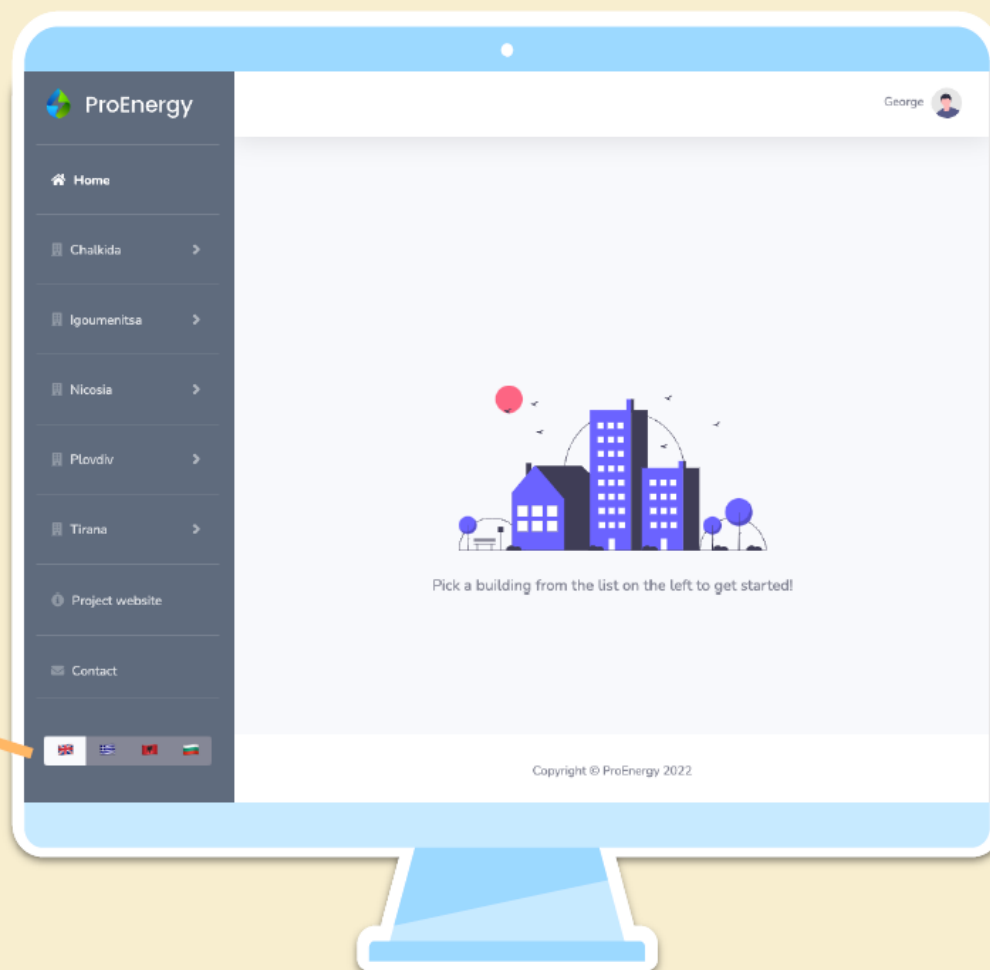 ProEnergy
George
Home
Chalkida
Igoumenitsa
Nicosia
Plovdiv
Tirana
Project website
Contact
Pick a building from the list on the left to get started!
Copyright © ProEnergy 2022